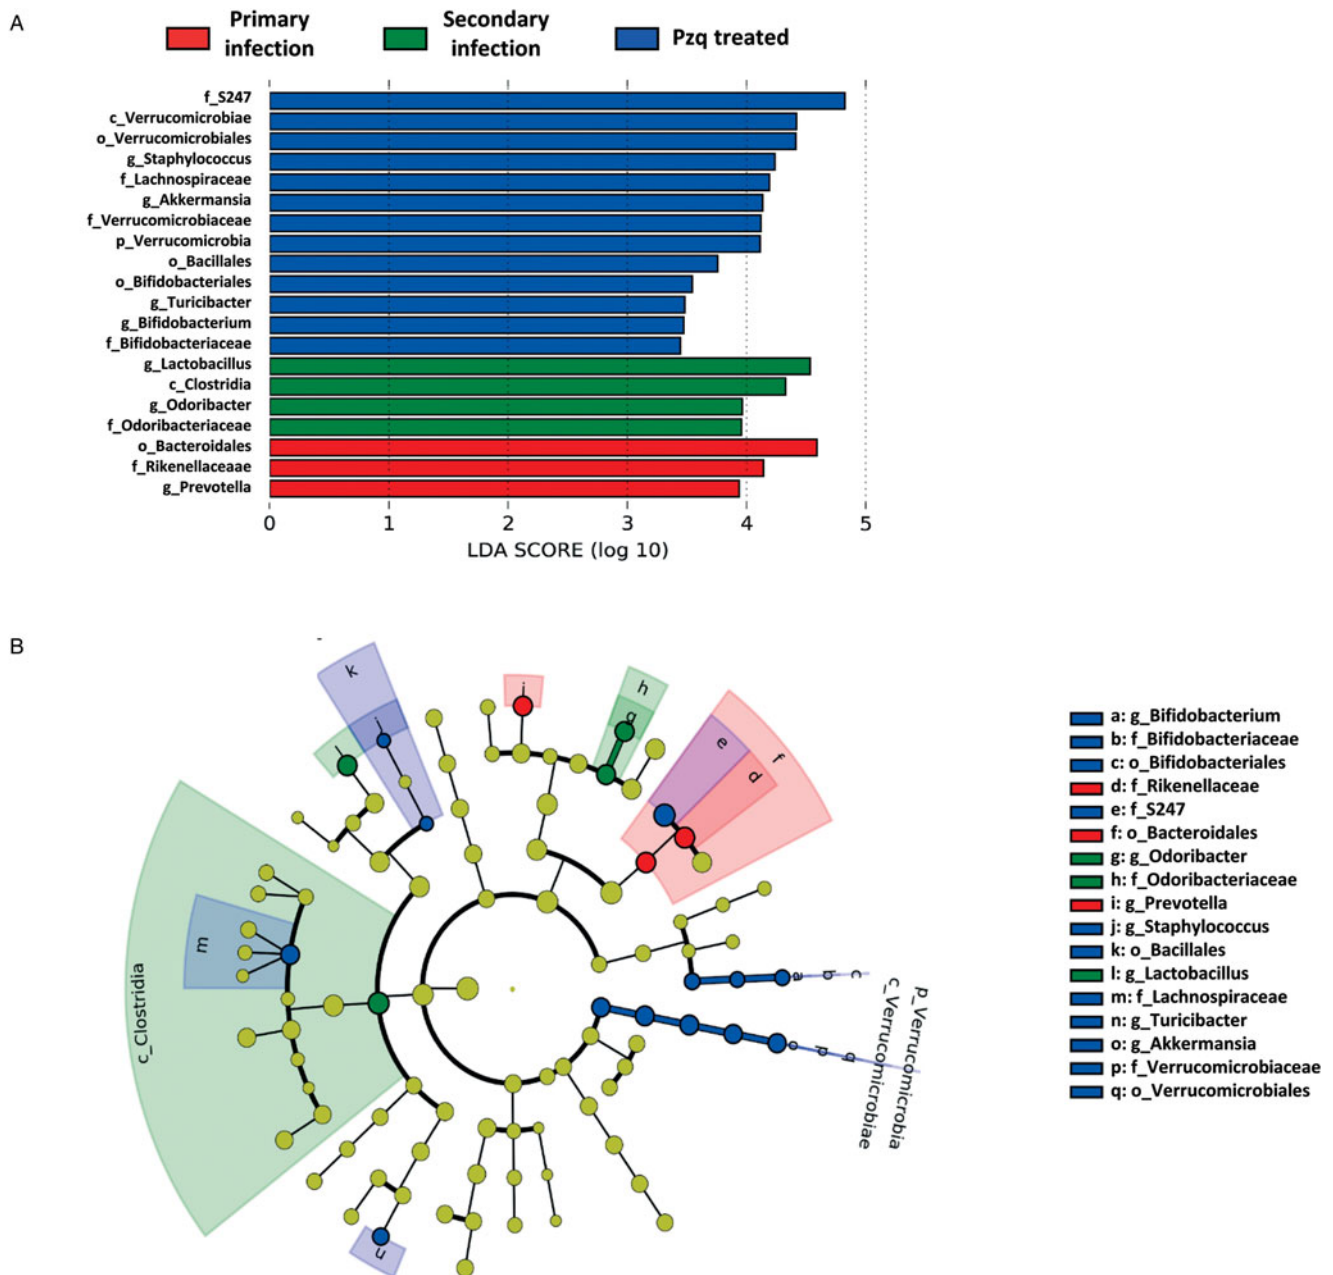 A
Primary
infection
Secondary
infection
Pzq treated
f_S247
c_Verrucomicrobiae
o_Verrucomicrobiales
g_Staphylococcus
f_Lachnospiraceae
g_Akkermansia
f_Verrucomicrobiaceae
p_Verrucomicrobia
o_Bacillales
o_Bifidobacteriales
g_Turicibacter
g_Bifidobacterium
f_Bifidobacteriaceae
g_Lactobacillus
c_Clostridia
g_Odoribacter
f_Odoribacteriaceae
o_Bacteroidales
f_Rikenellaceaae
g_Prevotella
0 1 2 3 4 5
LDA SCORE (log 10)
B
k
j
l
i
h
g
e
d
f
m
c_Clostridia
n
a b c
o p q
p_Verrucomicrobia
c_Verrucomicrobiae
a: g_Bifidobacterium
b: f_Bifidobacteriaceae
c: o_Bifidobacteriales
d: f_Rikenellaceae
e: f_S247
f: o_Bacteroidales
g: g_Odoribacter
h: f_Odoribacteriaceae
i: g_Prevotella
j: g_Staphylococcus
k: o_Bacillales
l: g_Lactobacillus
m: f_Lachnospiraceae
n: g_Turicibacter
o: g_Akkermansia
p: f_Verrucomicrobiaceae
q: o_Verrucomicrobiales